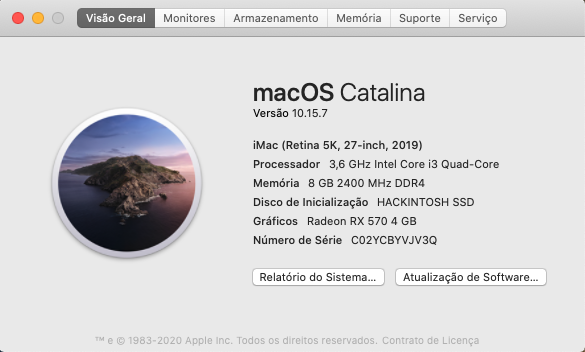 Visão Geral Monitores Armazenamento Memória Suporte Serviço
macOS Catalina
Versão 10.15.7
iMac (Retina 5K, 27-inch, 2019)
Processador 3,6 GHz Intel Core i3 Quad-Core
Memória 8 GB 2400 MHz DDR4
Disco de Inicialização HACKINTOSH SSD
Gráficos Radeon RX 570 4 GB
Número de Série C02YCBYVJV3Q
Relatório do Sistema... Atualização de Software...
™ e © 1983-2020 Apple Inc. Todos os direitos reservados. Contrato de Licença